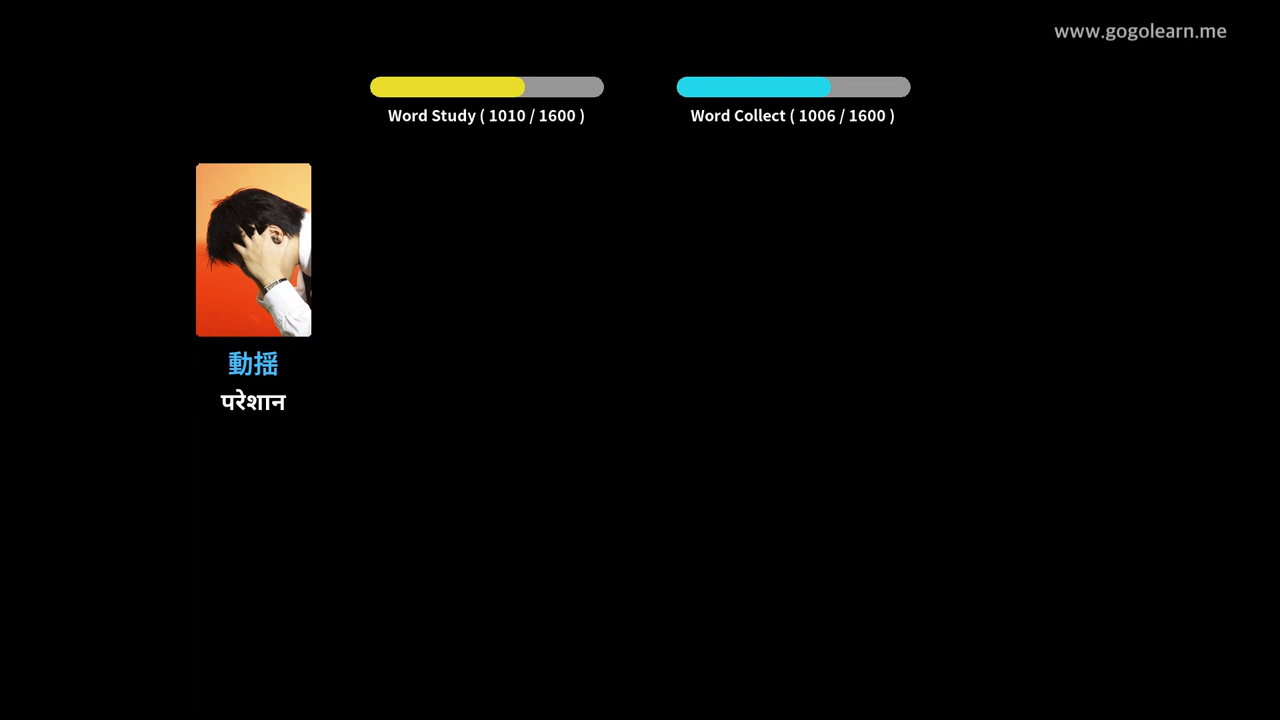 www.gogolearn.me
Word Study ( 1010 / 1600 )
Word Collect ( 1006 / 1600 )
動揺
परेशान